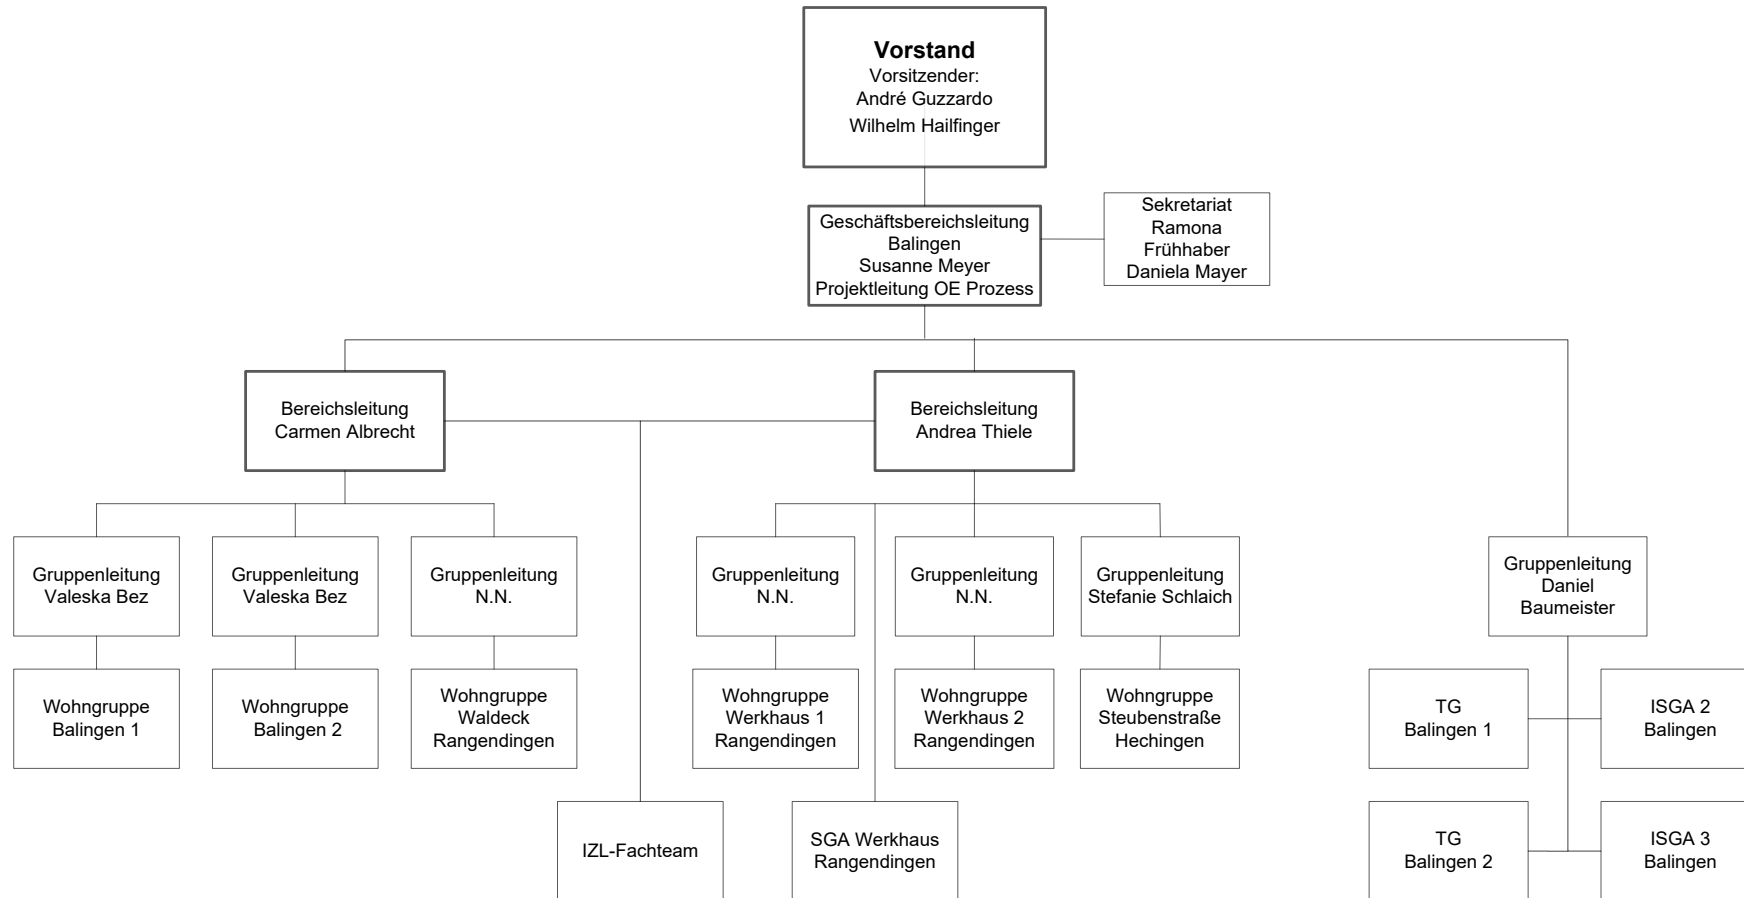 Vorstand
Vorsitzender:
André Guzzardo
Wilhelm Hailfinger
Geschäftsbereichsleitung
Balingen
Susanne Meyer
Projektleitung OE Prozess
Sekretariat
Ramona
Frühhaber
Daniela Mayer
Bereichsleitung
Carmen Albrecht
Bereichsleitung
Andrea Thiele
Gruppenleitung
Valeska Bez
Gruppenleitung
Valeska Bez
Gruppenleitung
N.N.
Gruppenleitung
N.N.
Gruppenleitung
N.N.
Gruppenleitung
Stefanie Schlaich
Gruppenleitung
Daniel
Baumeister
Wohngruppe
Balingen 1
Wohngruppe
Balingen 2
Wohngruppe
Waldeck
Rangendingen
Wohngruppe
Werkhaus 1
Rangendingen
Wohngruppe
Werkhaus 2
Rangendingen
Wohngruppe
Steubenstraße
Hechingen
TG
Balingen 1
ISGA 2
Balingen
IZL-Fachteam
SGA Werkhaus
Rangendingen
TG
Balingen 2
ISGA 3
Balingen